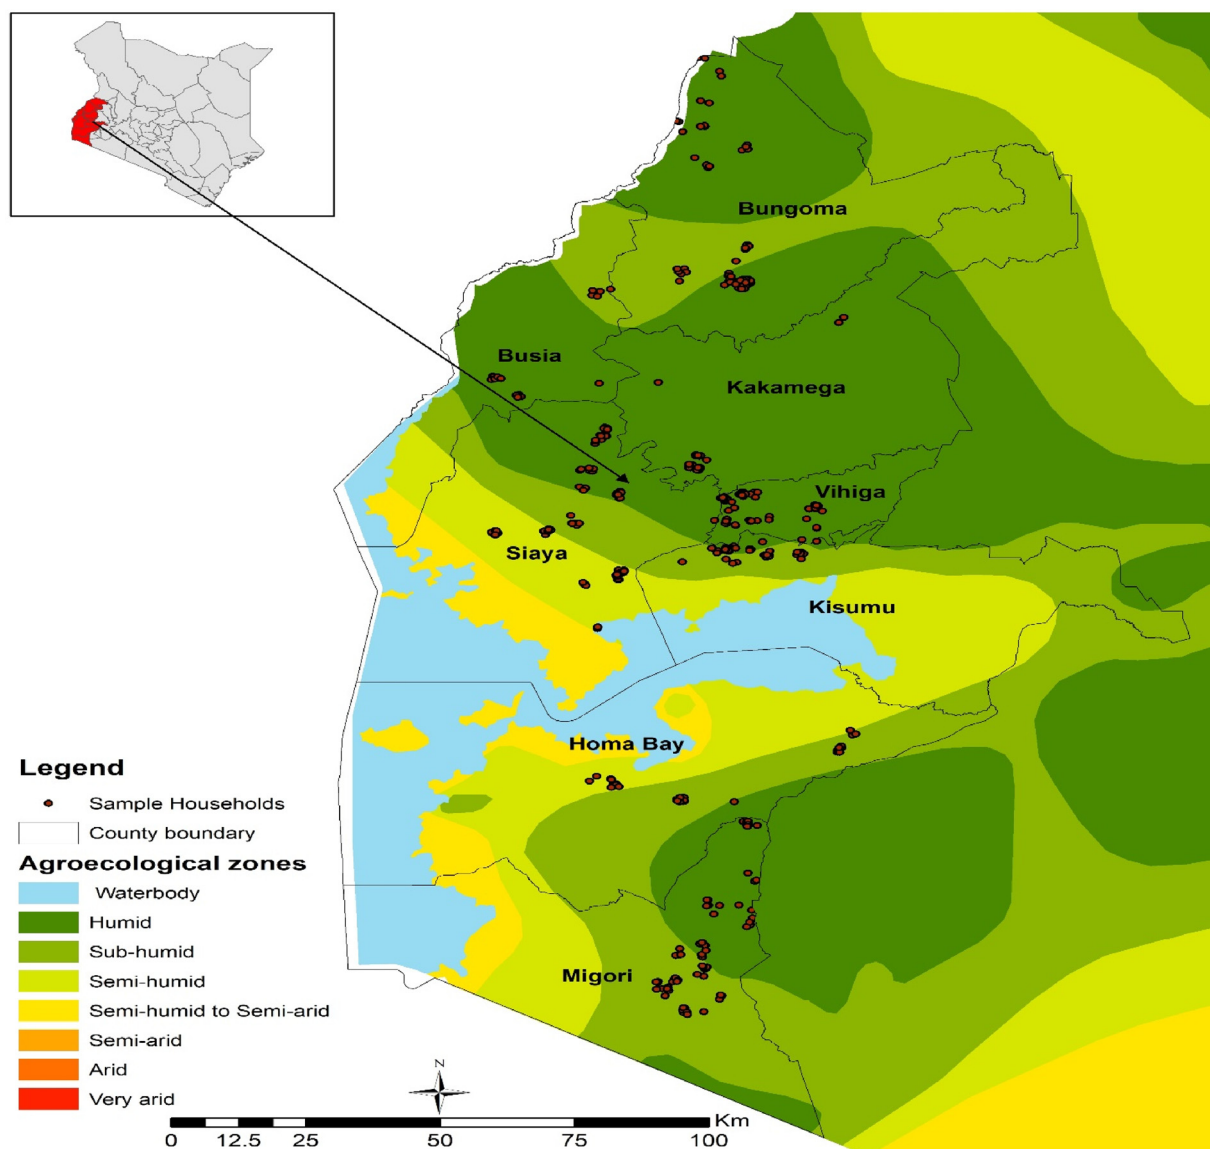 Bungoma
Busia
Kakamega
Vihiga
Siaya
Kisumu
Homa Bay
Migori
Legend
Sample Households
County boundary
Agroecological zones
Waterbody
Humid
Sub-humid
Semi-humid
Semi-humid to Semi-arid
Semi-arid
Arid
Very arid
N
Km
0 12.5 25 50 75 100